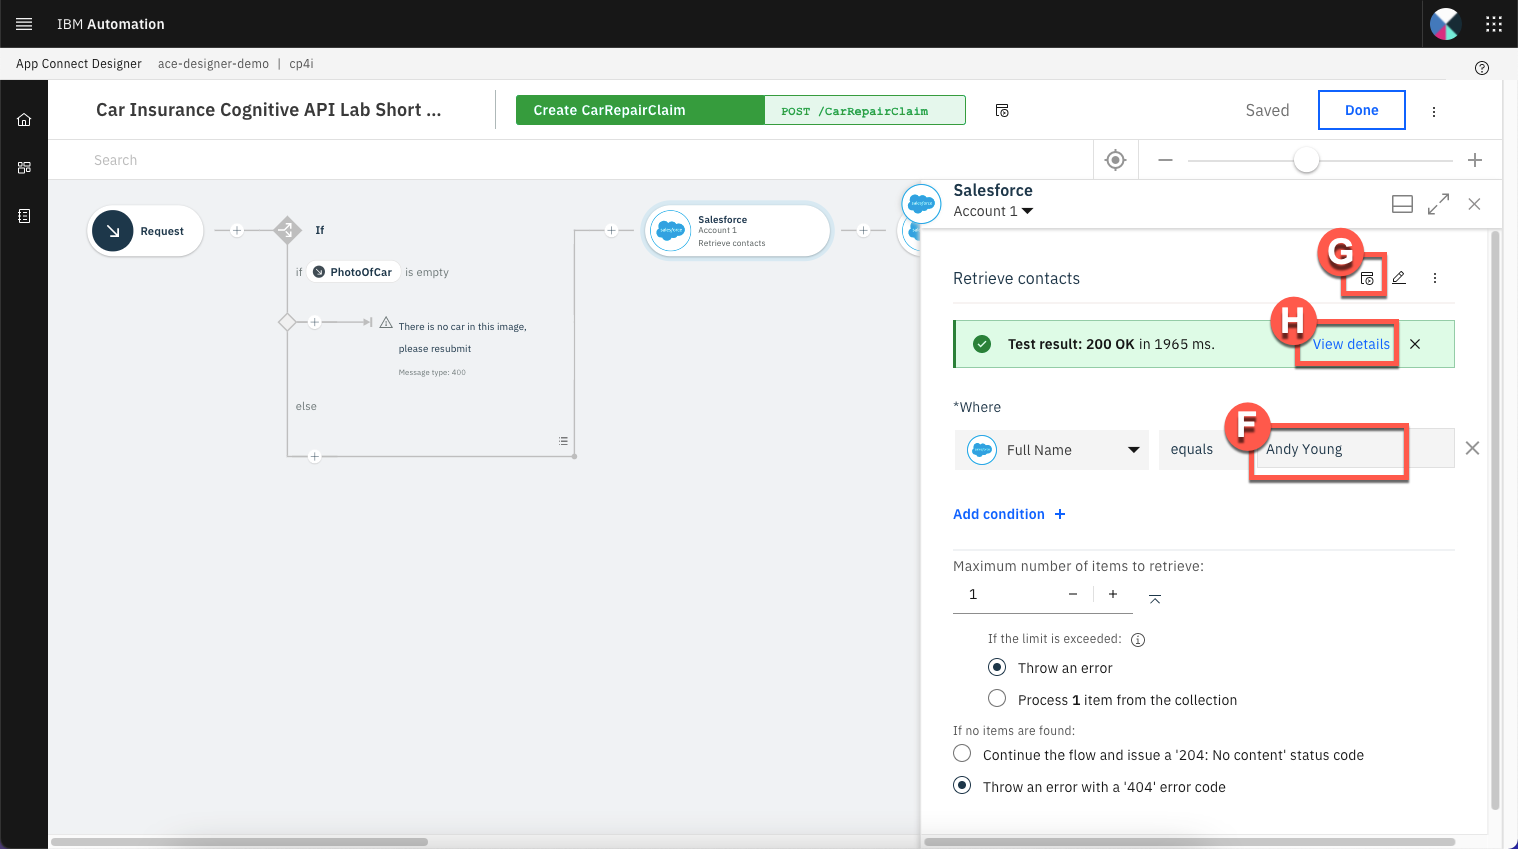 IBM Automation
App Connect Designer ace-designer-demo | cp4i
Car Insurance Cognitive API Lab Short ...
Create CarRepairClaim
POST /CarRepairClaim
Saved
Done
Search
Request
If
if PhotoOfCar is empty
There is no car in this image,
please resubmit
Message type: 400
else
Salesforce
Account 1
Retrieve contacts
Salesforce
Account 1
G
Retrieve contacts
H
Test result: 200 OK in 1965 ms. View details
*Where
F
Full Name equals Andy Young
Add condition +
Maximum number of items to retrieve:
1 − +
If the limit is exceeded:
Throw an error
Process 1 item from the collection
If no items are found:
Continue the flow and issue a '204: No content' status code
Throw an error with a '404' error code